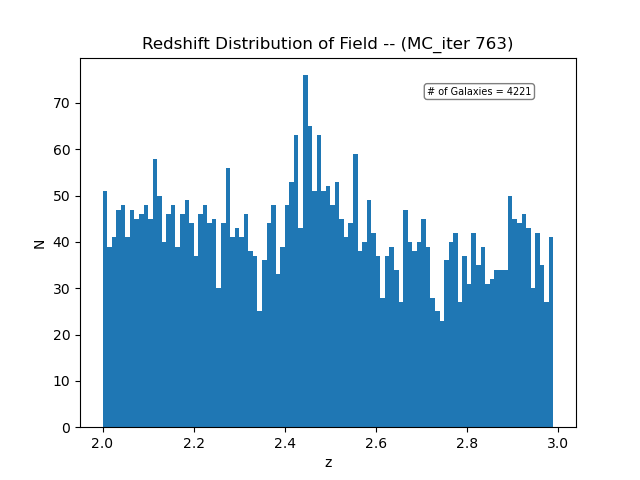 Redshift Distribution of Field -- (MC_iter 763)
# of Galaxies = 4221
70
60
50
40
30
20
10
0
N
2.0 2.2 2.4 2.6 2.8 3.0
z